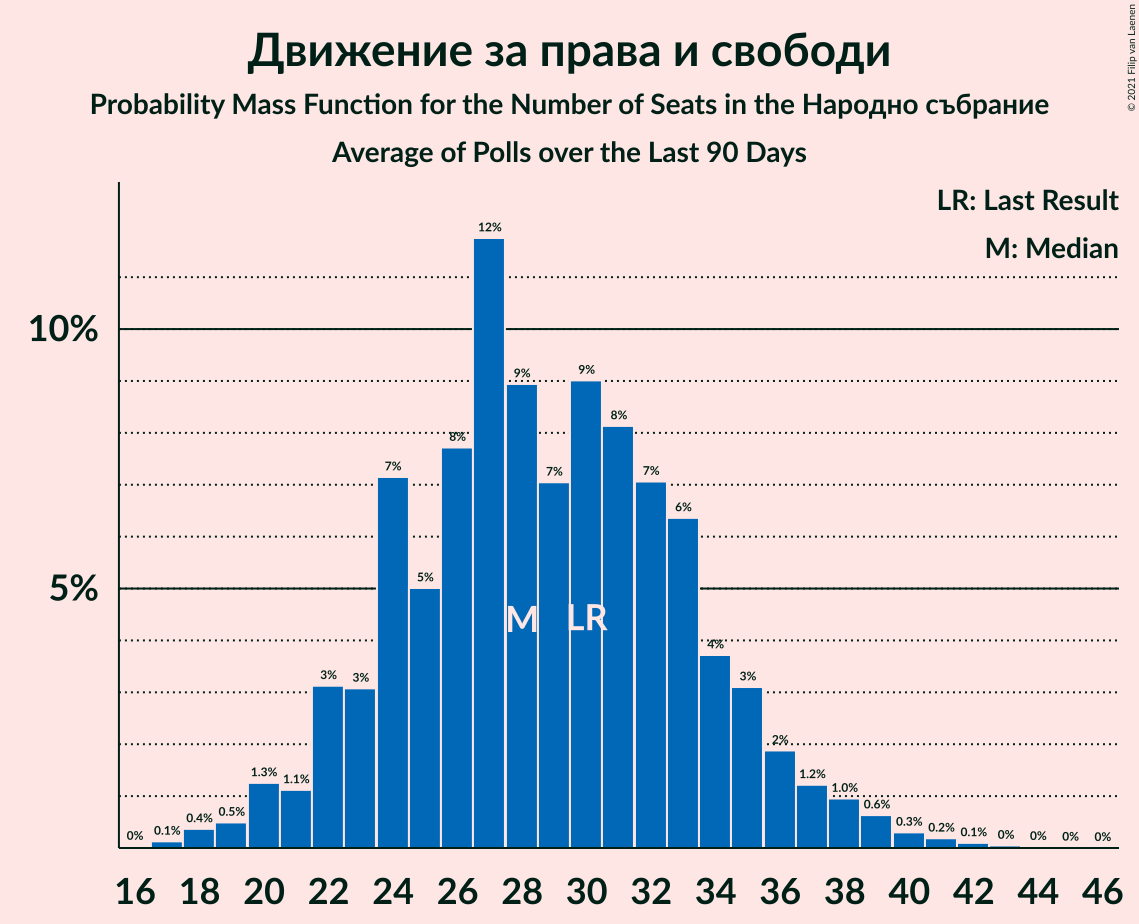 Движение за права и свободи
Probability Mass Function for the Number of Seats in the Народно събрание
Average of Polls over the Last 90 Days
© 2021 Filip van Laenen
LR: Last Result
M: Median
10%
5%
0% 0.1% 0.4% 0.5% 1.3% 1.1% 3% 3% 7% 5% 8% 12% 9% 7% 9% 8% 7% 6% 4% 3% 2% 1.2% 1.0% 0.6% 0.3% 0.2% 0.1% 0% 0% 0% 0%
M LR
16 18 20 22 24 26 28 30 32 34 36 38 40 42 44 46